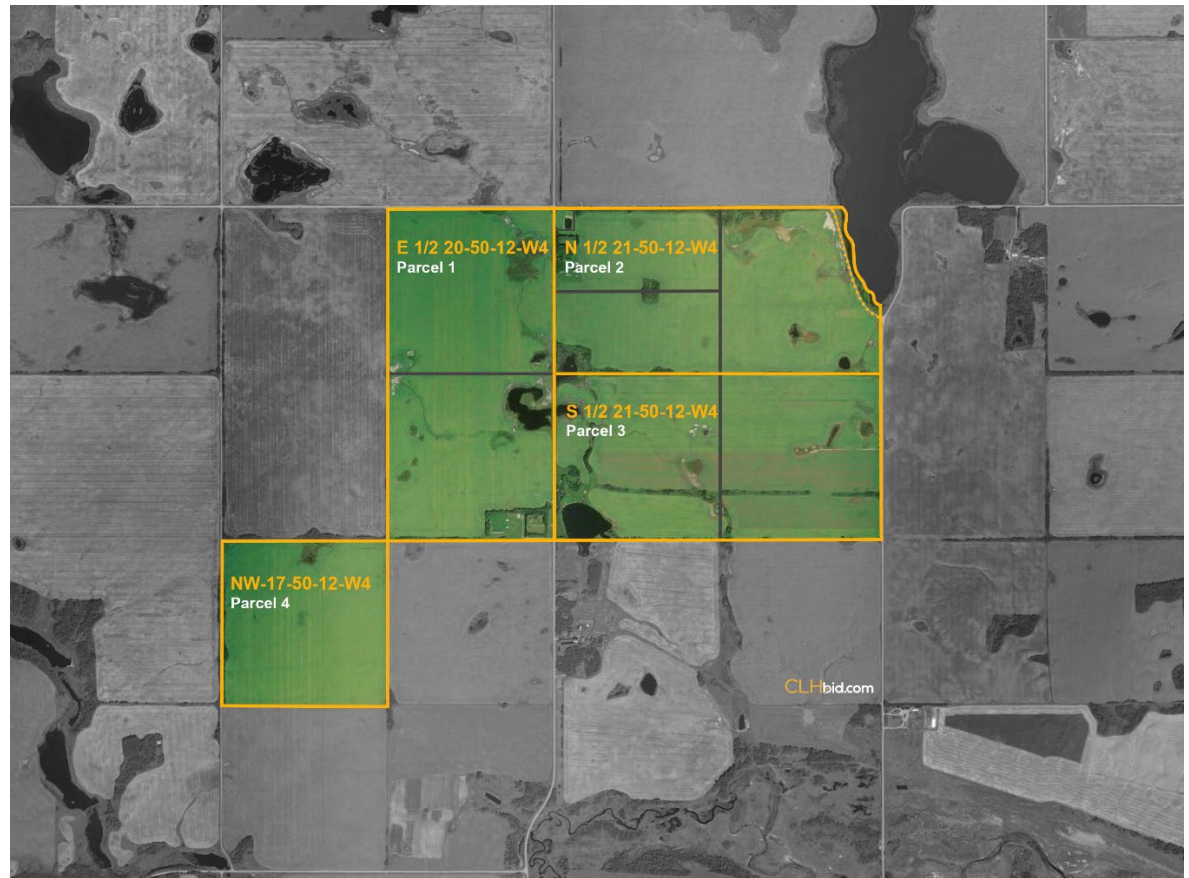 E 1/2 20-50-12-W4
Parcel 1
N 1/2 21-50-12-W4
Parcel 2
S 1/2 21-50-12-W4
Parcel 3
NW-17-50-12-W4
Parcel 4
CLHbid.com